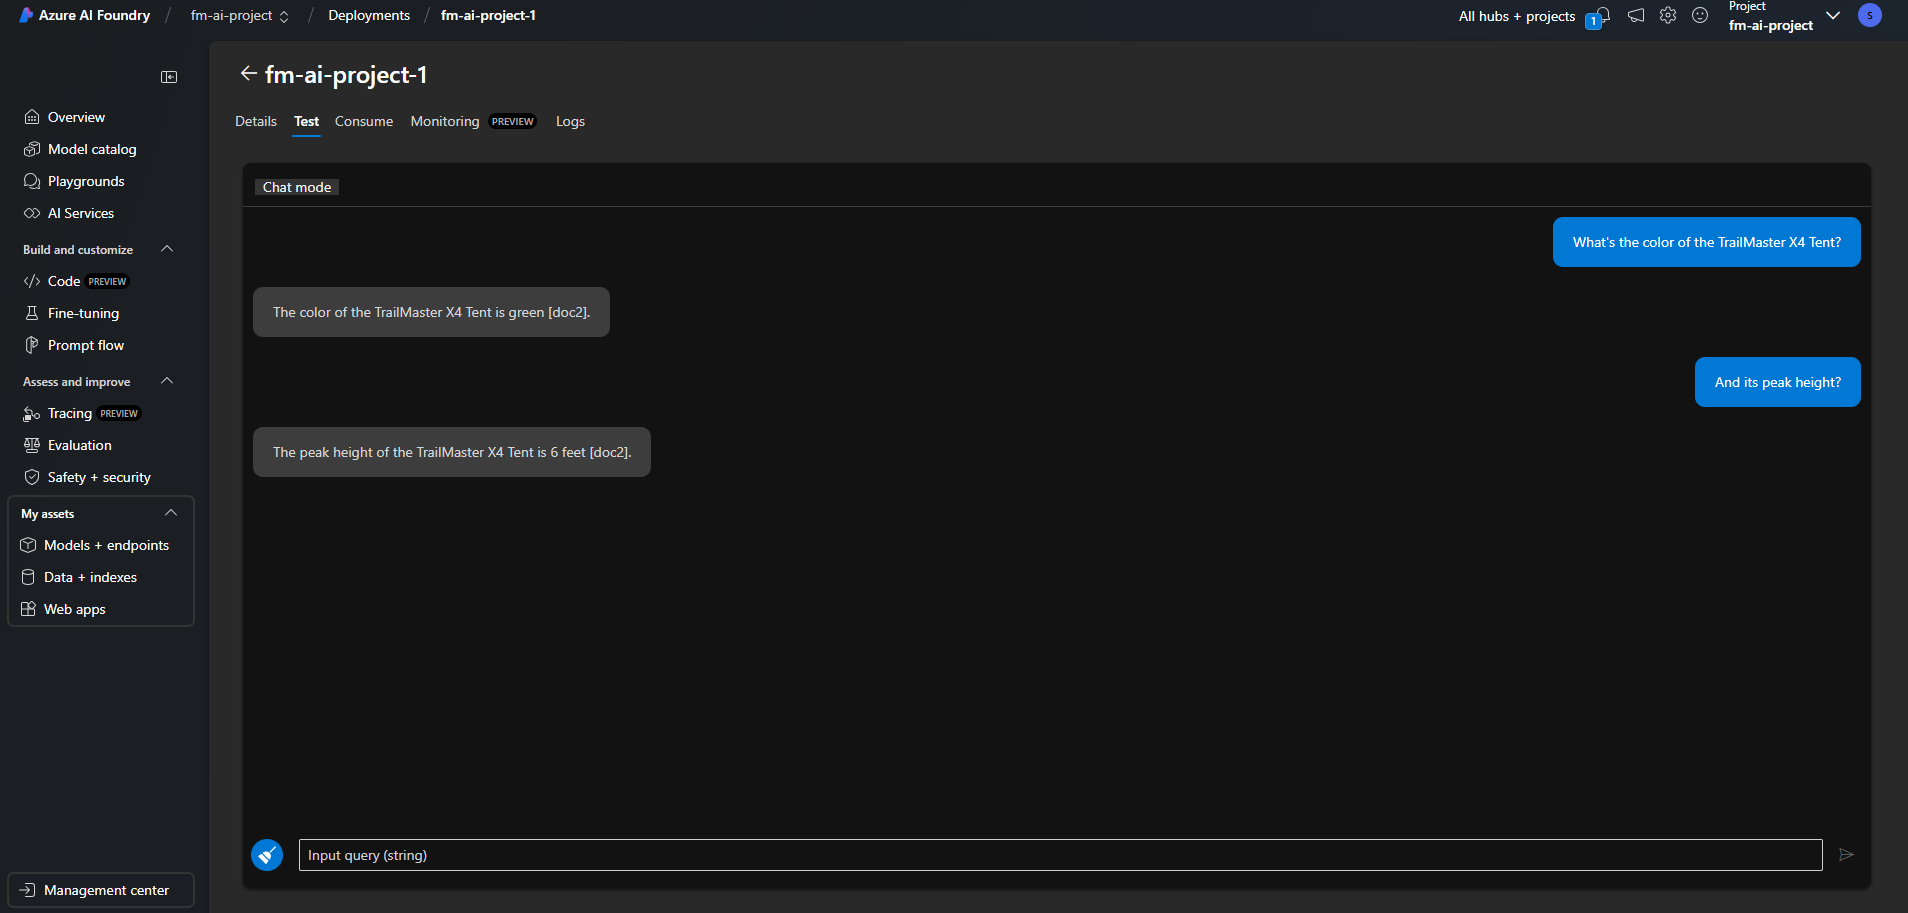 Azure AI Foundry / fm-ai-project / Deployments / fm-ai-project-1
All hubs + projects
1
Project
fm-ai-project
S
fm-ai-project-1
Details Test Consume Monitoring PREVIEW Logs
Overview
Model catalog
Playgrounds
AI Services
Build and customize
Code PREVIEW
Fine-tuning
Prompt flow
Assess and improve
Tracing PREVIEW
Evaluation
Safety + security
My assets
Models + endpoints
Data + indexes
Web apps
Management center
Chat mode
What's the color of the TrailMaster X4 Tent?
The color of the TrailMaster X4 Tent is green [doc2].
And its peak height?
The peak height of the TrailMaster X4 Tent is 6 feet [doc2].
Input query (string)